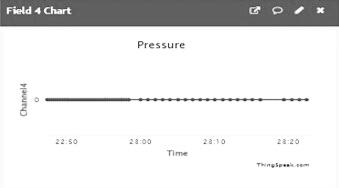 Field 4 Chart
Pressure
Channel4
0
22:50
23:00
23:10
23:20
Time
ThingSpeak.com